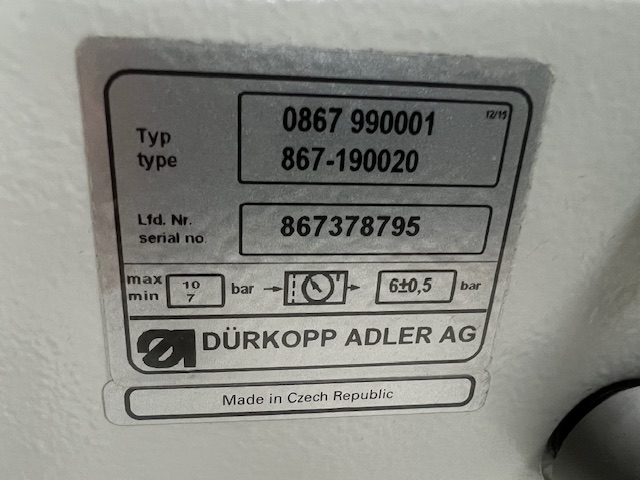 Typ
type
0867 990001
12/15
867-190020
Lfd. Nr.
serial no.
867378795
max
min
10
7
bar
6±0,5
bar
DÜRKOPP ADLER AG
Made in Czech Republic